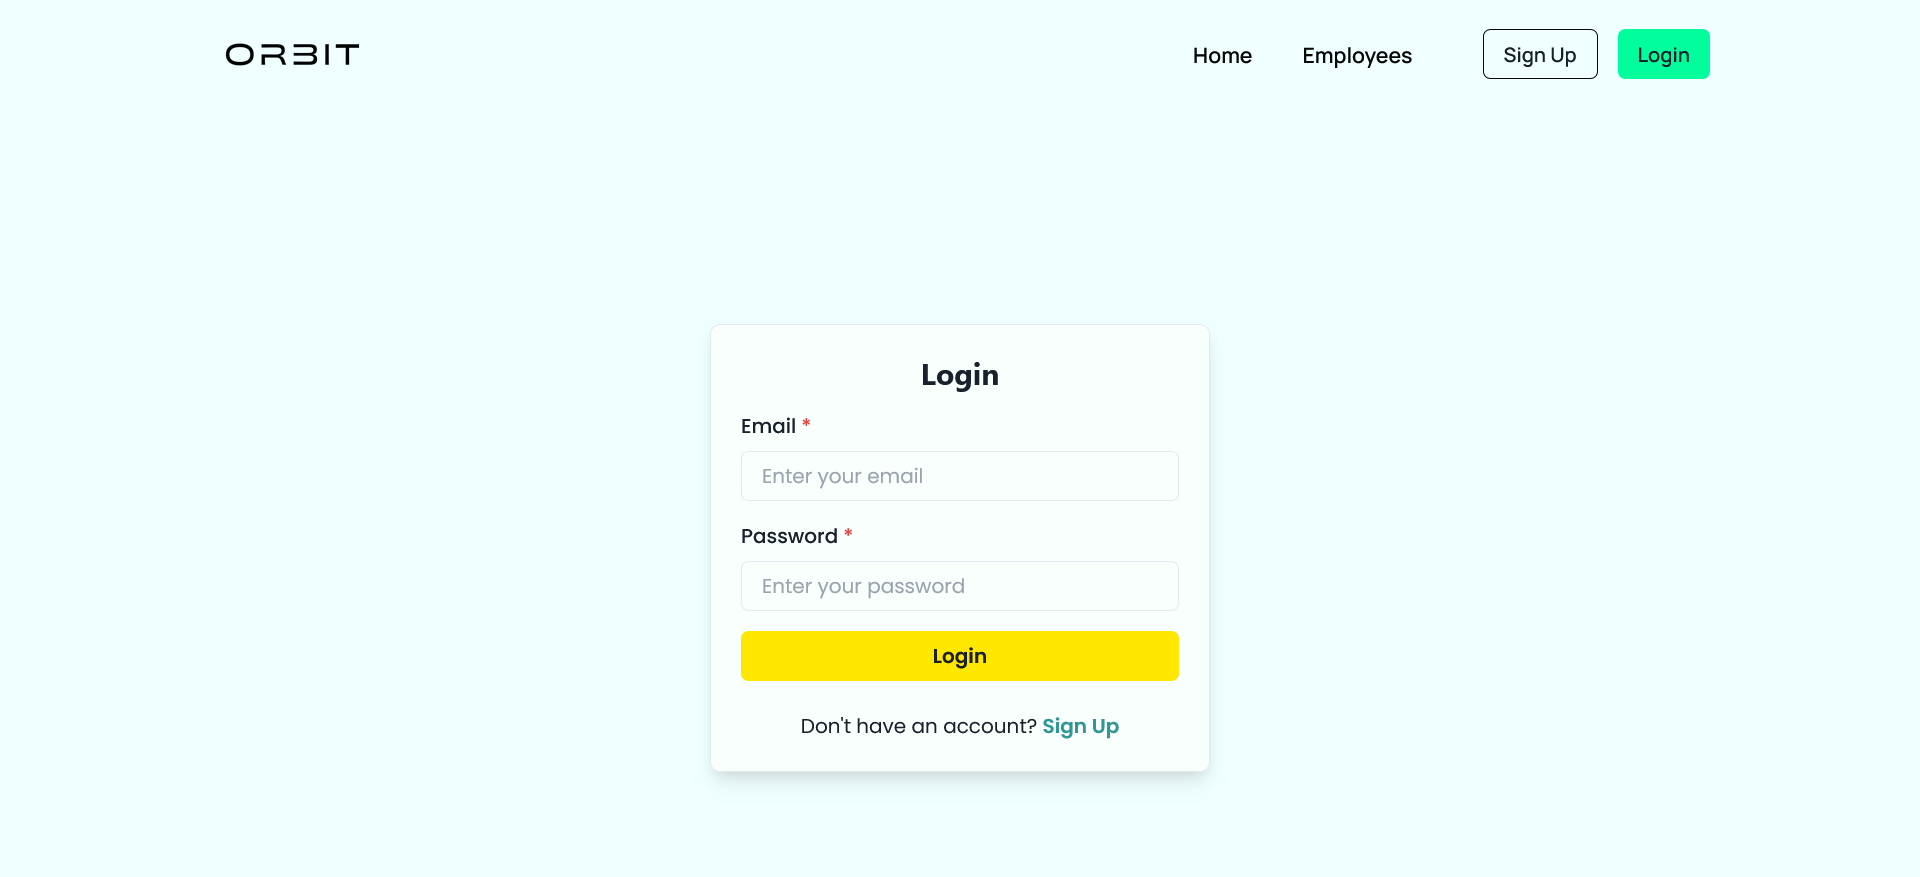 ORBIT
Home
Employees
Sign Up
Login
Login
Email *
Enter your email
Password *
Enter your password
Login
Don't have an account? Sign Up